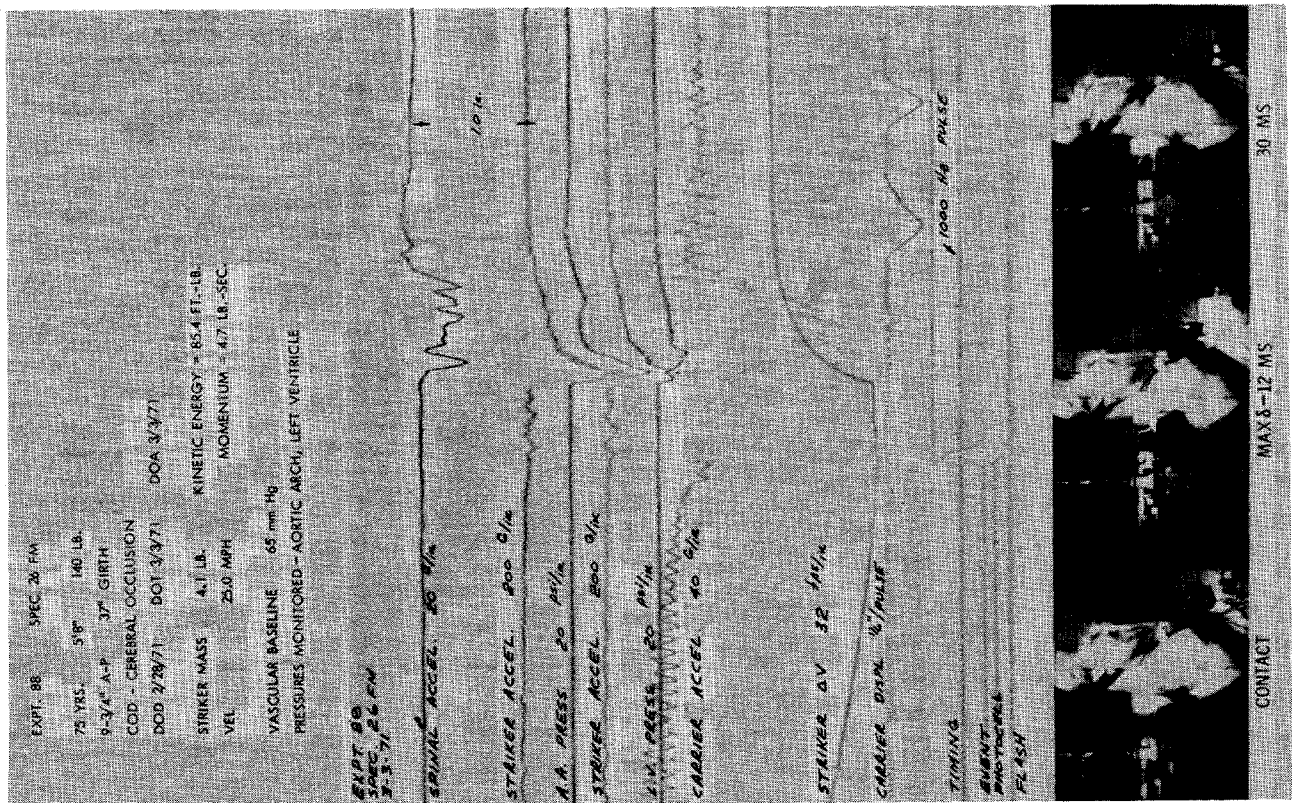 EXPT. 88 SPEC. 26 FM
75 YRS. 5'8" 140 LB.
9-3/4" A-P 37" GIRTH
COD - CEREBRAL OCCLUSION
DOD 2/28/71 DOT 3/3/71 DOA 3/3/71
STRIKER MASS 4.1 LB. KINETIC ENERGY = 85.4 FT.-LB.
VEL 25.0 MPH MOMENTUM = 4.7 LB.-SEC.
VASCULAR BASELINE 65 mm Hg
PRESSURES MONITORED - AORTIC ARCH, LEFT VENTRICLE
EXPT. 88
SPEC. 26 FM
3-3-71
SPINAL ACCEL. 20 G/in.
1.0 in.
STRIKER ACCEL 200 G/in.
A.A. PRESS 20 psi/in
STRIKER ACCEL 200 G/in
L.V. PRESS 20 psi/in
CARRIER ACCEL 40 G/in
STRIKER ΔV 32 fps/in
CARRIER DISPL 1/4"/PULSE
1000 Hz PULSE
TIMING
EVENT
PHOTOCELL
FLASH
CONTACT MAX δ-12 MS 30 MS